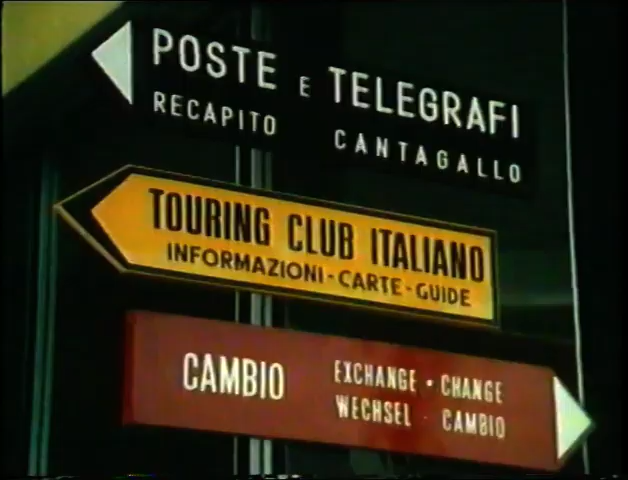 POSTE E TELEGRAFI
RECAPITO CANTAGALLO
TOURING CLUB ITALIANO
INFORMAZIONI - CARTE - GUIDE
CAMBIO
EXCHANGE • CHANGE
WECHSEL · CAMBIO